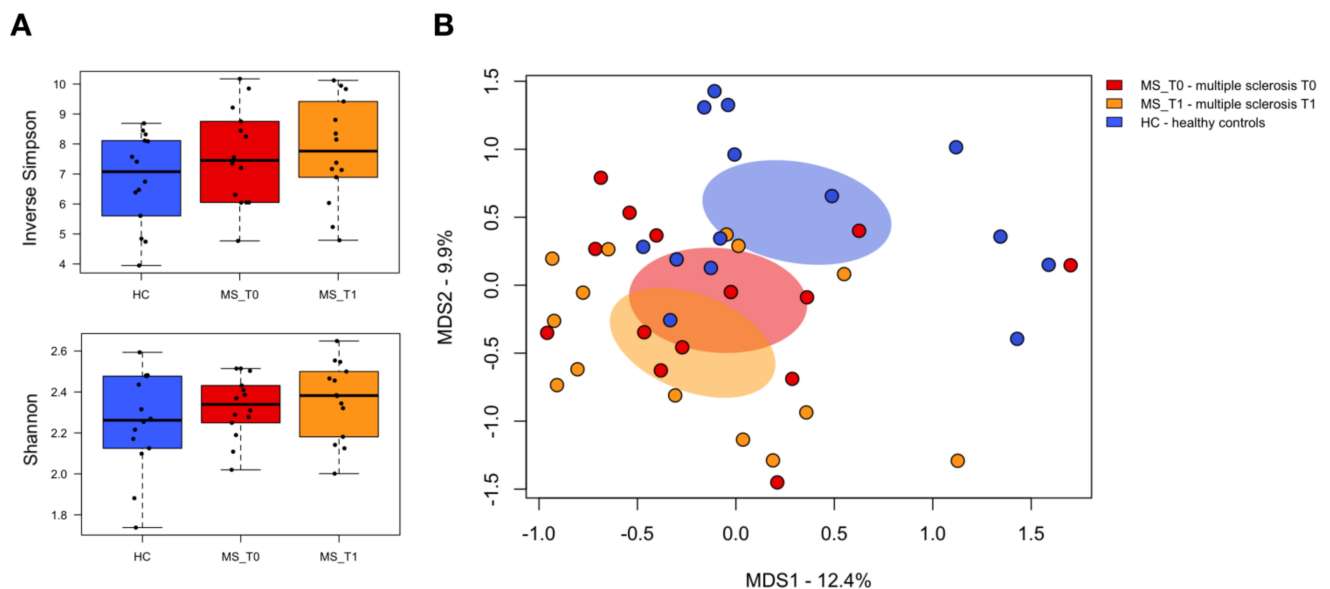 A
Inverse Simpson
10
9
8
7
6
5
4
HC
MS_T0
MS_T1
Shannon
2.6
2.4
2.2
2.0
1.8
HC
MS_T0
MS_T1
B
MDS2 - 9.9%
1.5
1.0
0.5
0.0
-0.5
-1.0
-1.5
-1.0
-0.5
0.0
0.5
1.0
1.5
MDS1 - 12.4%
MS_T0 - multiple sclerosis T0
MS_T1 - multiple sclerosis T1
HC - healthy controls